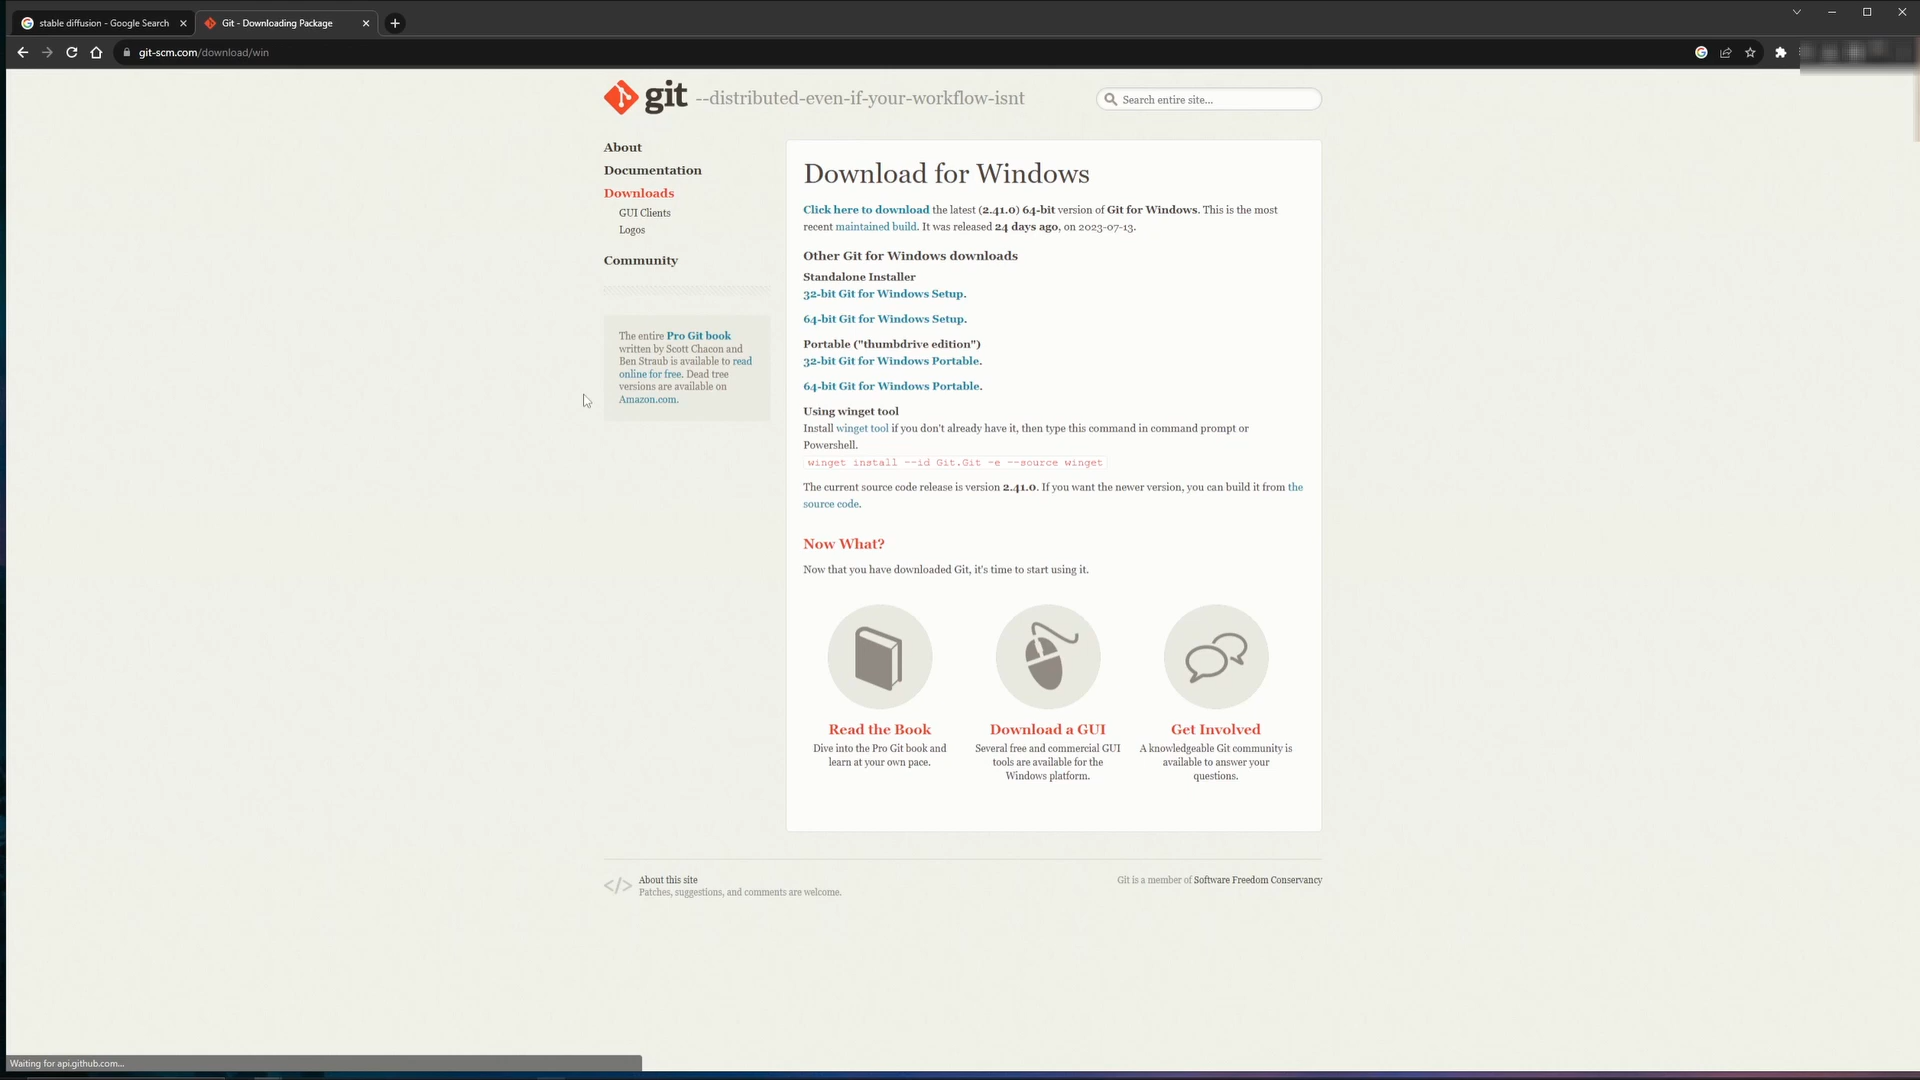 stable diffusion - Google Search
Git - Downloading Package
git-scm.com/download/win
git --distributed-even-if-your-workflow-isnt
Search entire site...
About
Documentation
Downloads
GUI Clients
Logos
Community
The entire Pro Git book
written by Scott Chacon and
Ben Straub is available to read
online for free. Dead tree
versions are available on
Amazon.com.
Download for Windows
Click here to download the latest (2.41.0) 64-bit version of Git for Windows. This is the most
recent maintained build. It was released 24 days ago, on 2023-07-13.
Other Git for Windows downloads
Standalone Installer
32-bit Git for Windows Setup.
64-bit Git for Windows Setup.
Portable ("thumbdrive edition")
32-bit Git for Windows Portable.
64-bit Git for Windows Portable.
Using winget tool
Install winget tool if you don't already have it, then type this command in command prompt or
Powershell.
winget install --id Git.Git -e --source winget
The current source code release is version 2.41.0. If you want the newer version, you can build it from the
source code.
Now What?
Now that you have downloaded Git, it's time to start using it.
Read the Book
Dive into the Pro Git book and
learn at your own pace.
Download a GUI
Several free and commercial GUI
tools are available for the
Windows platform.
Get Involved
A knowledgeable Git community is
available to answer your
questions.
</> About this site
Patches, suggestions, and comments are welcome.
Git is a member of Software Freedom Conservancy
Waiting for api.github.com...